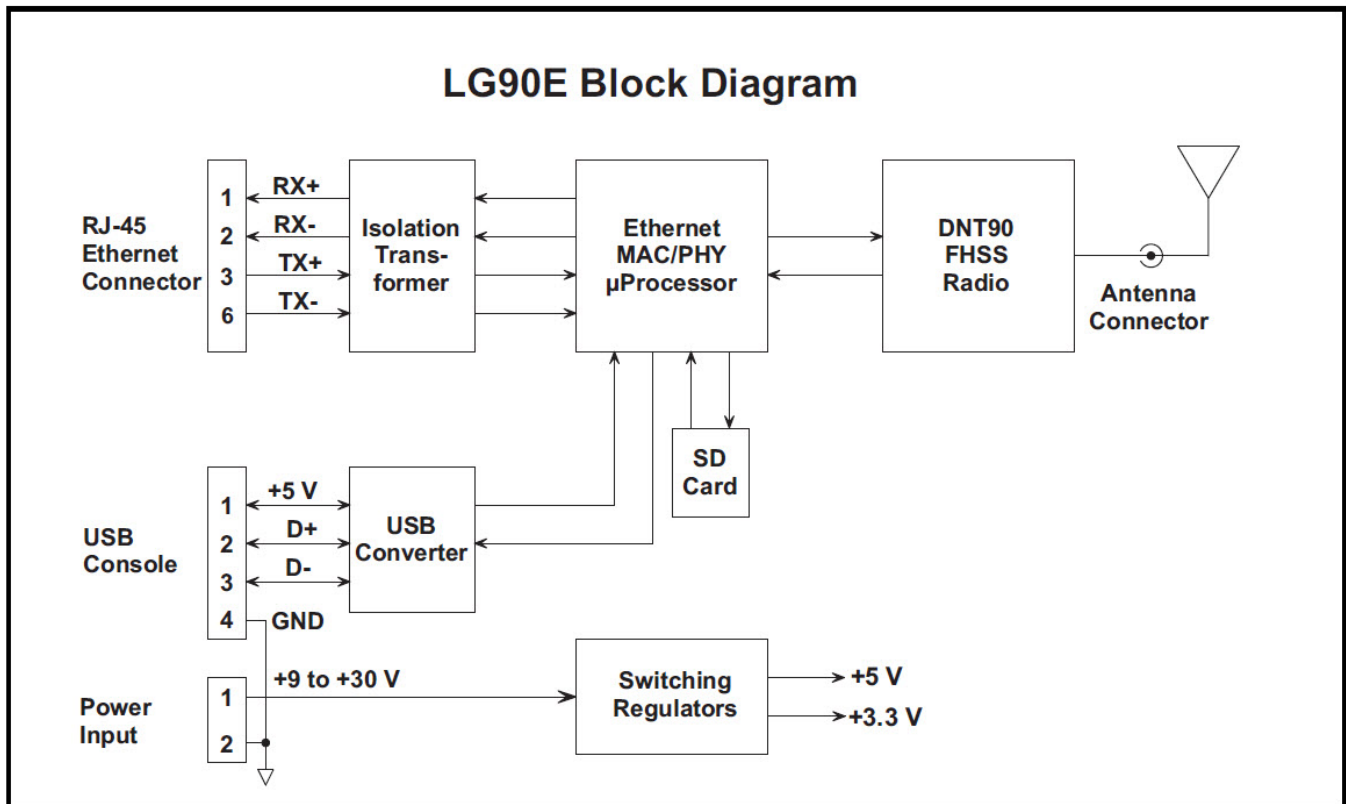 LG90E Block Diagram
RJ-45
Ethernet
Connector
1
2
3
6
RX+
RX-
TX+
TX-
Isolation
Trans-
former
Ethernet
MAC/PHY
µProcessor
DNT90
FHSS
Radio
Antenna
Connector
SD
Card
USB
Console
1
2
3
4
+5 V
D+
D-
GND
USB
Converter
Power
Input
1
2
+9 to +30 V
Switching
Regulators
+5 V
+3.3 V